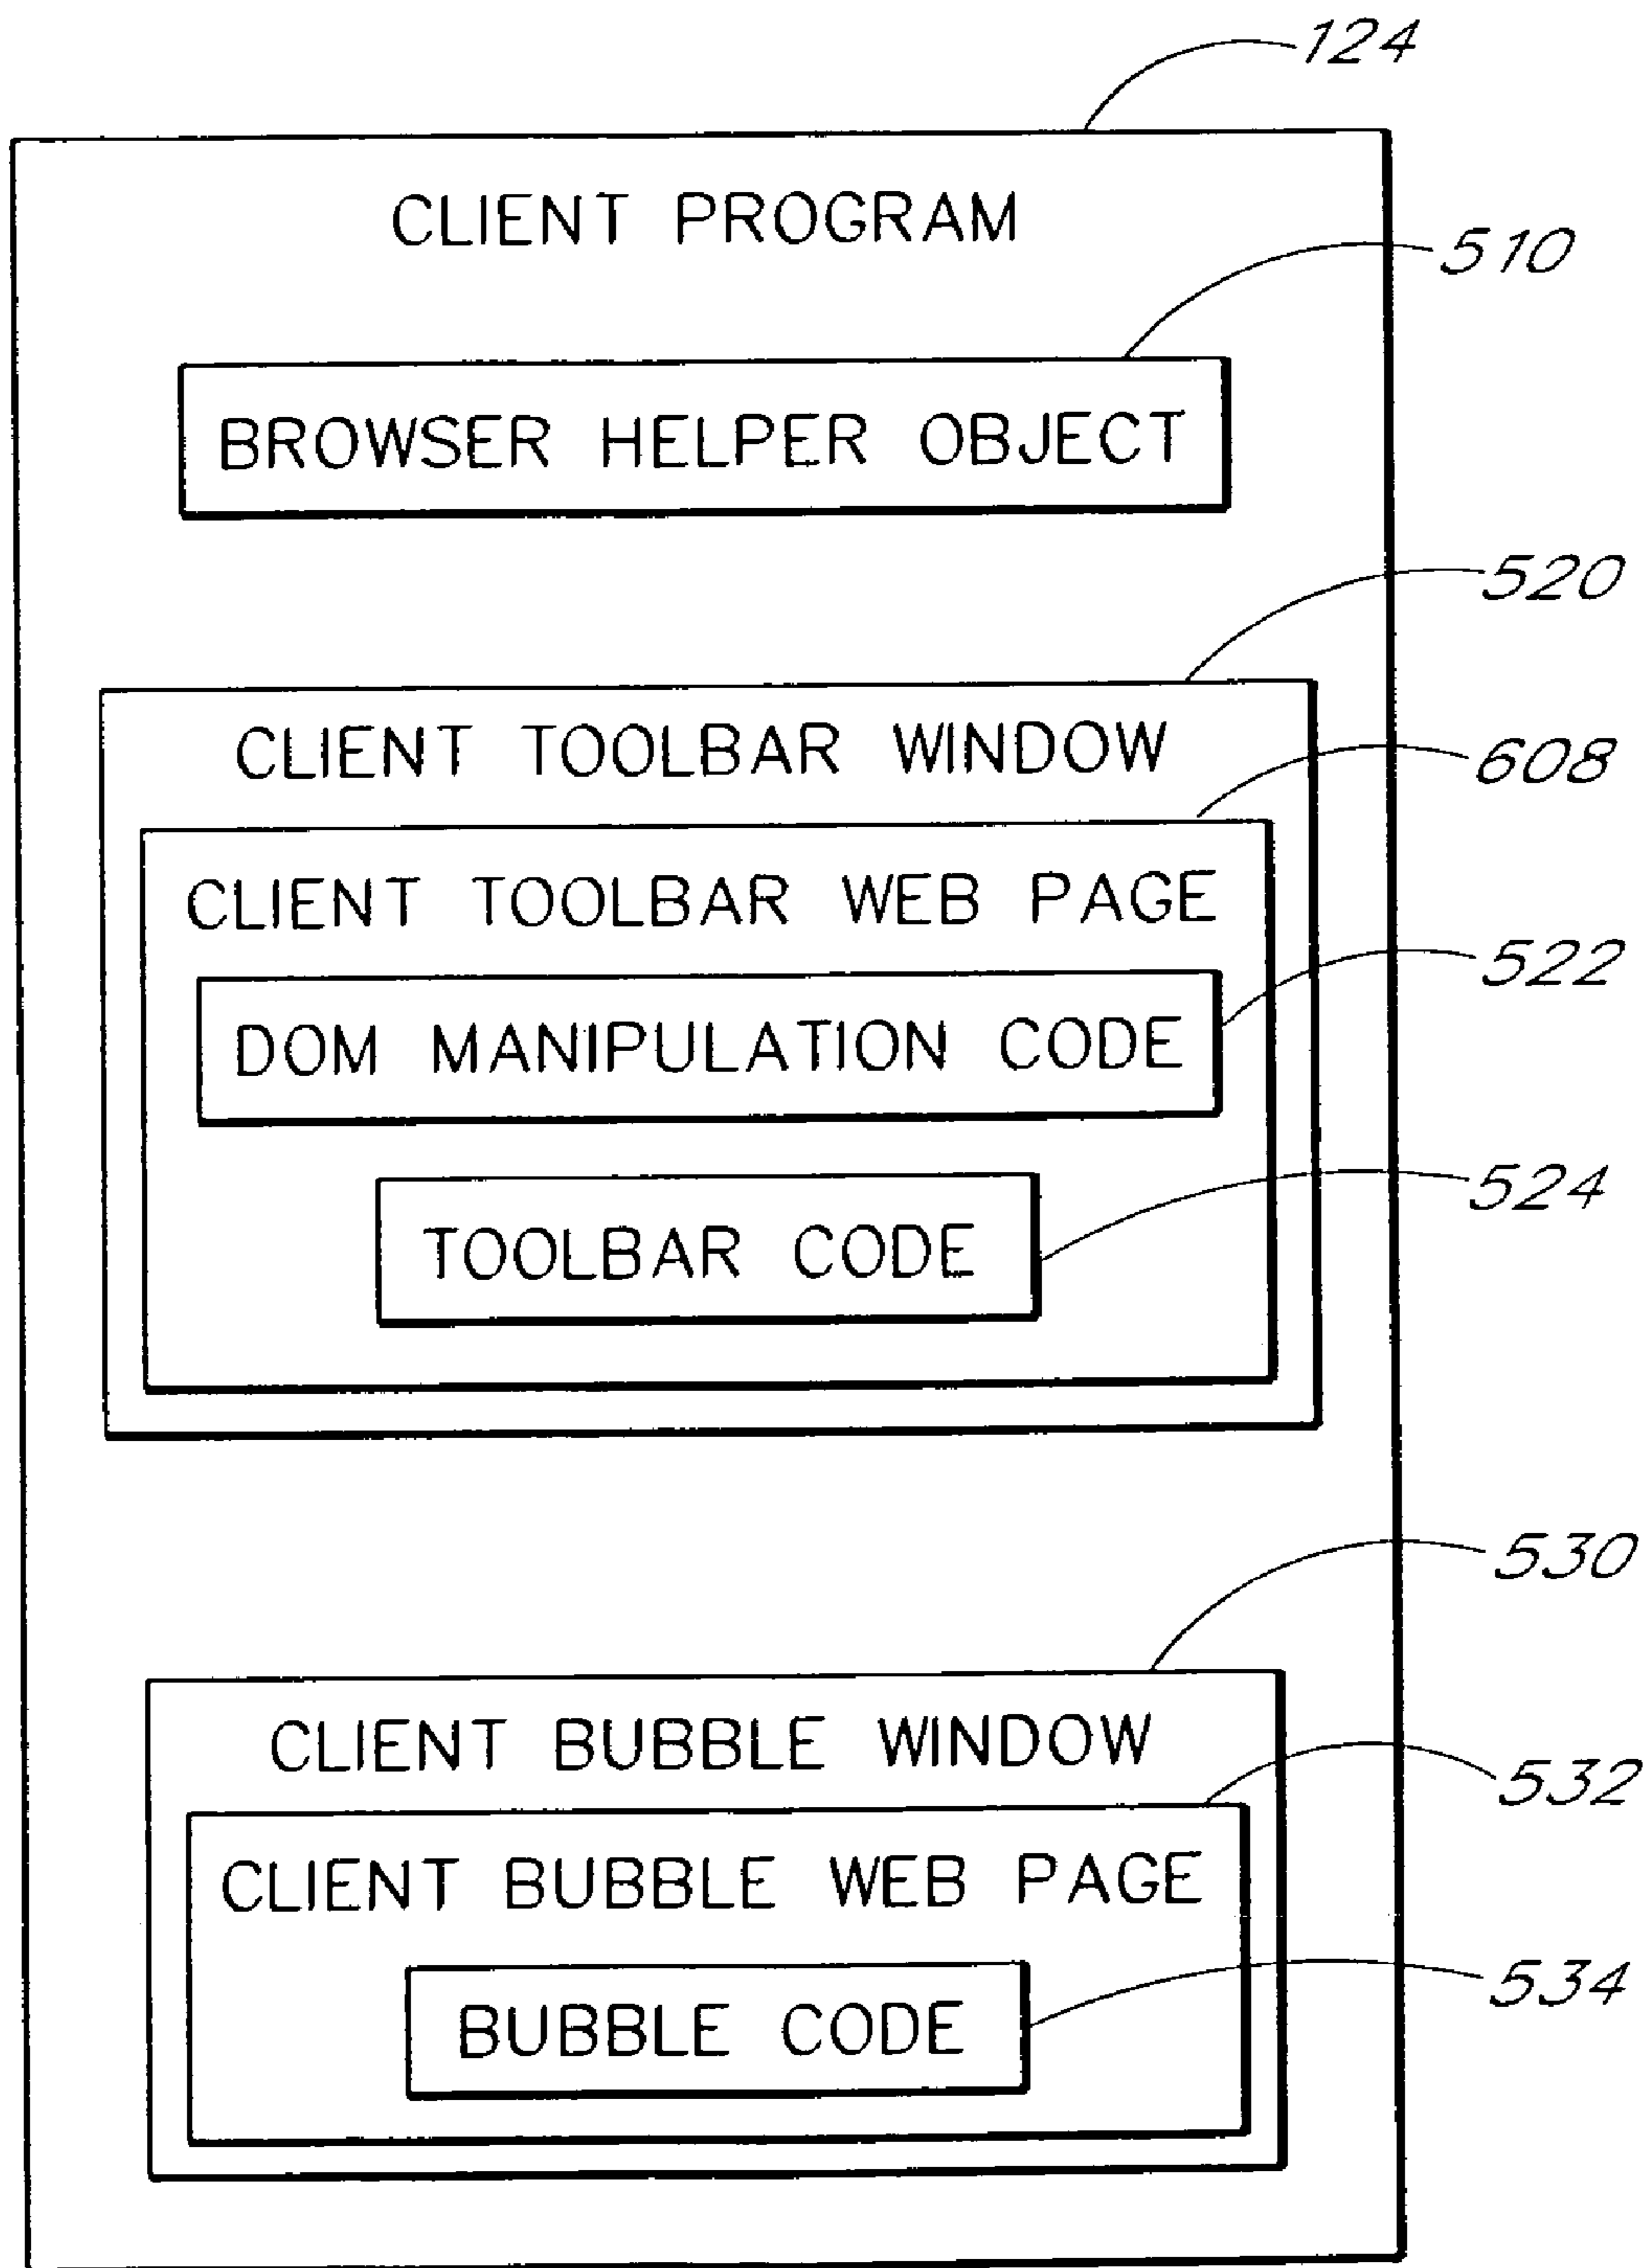 124
CLIENT PROGRAM
510
BROWSER HELPER OBJECT
520
CLIENT TOOLBAR WINDOW
608
CLIENT TOOLBAR WEB PAGE
522
DOM MANIPULATION CODE
524
TOOLBAR CODE
530
CLIENT BUBBLE WINDOW
532
CLIENT BUBBLE WEB PAGE
534
BUBBLE CODE